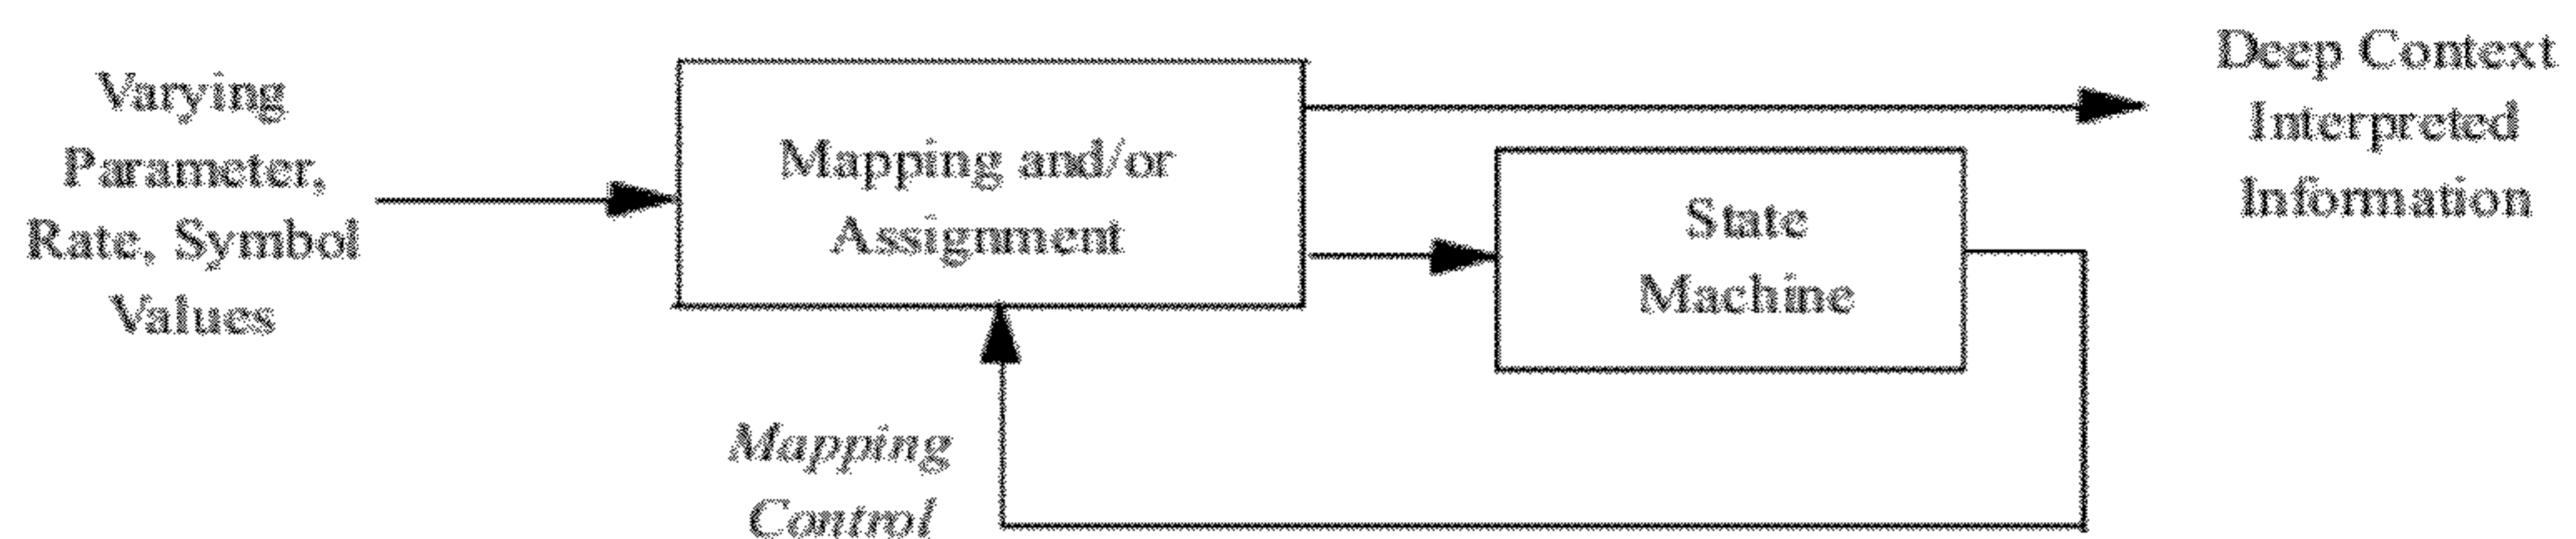 Varying
Parameter,
Rate, Symbol
Values
Mapping and/or
Assignment
State
Machine
Deep Context
Interpreted
Information
Mapping
Control